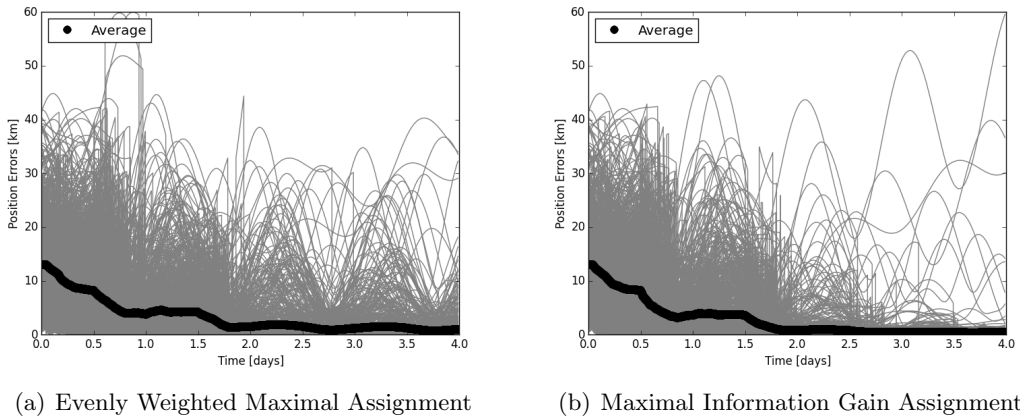 60
50
40
30
20
10
0
Average
Position Errors [km]
0.0 0.5 1.0 1.5 2.0 2.5 3.0 3.5 4.0
Time [days]
(a) Evenly Weighted Maximal Assignment
60
50
40
30
20
10
0
Average
Position Errors [km]
0.0 0.5 1.0 1.5 2.0 2.5 3.0 3.5 4.0
Time [days]
(b) Maximal Information Gain Assignment